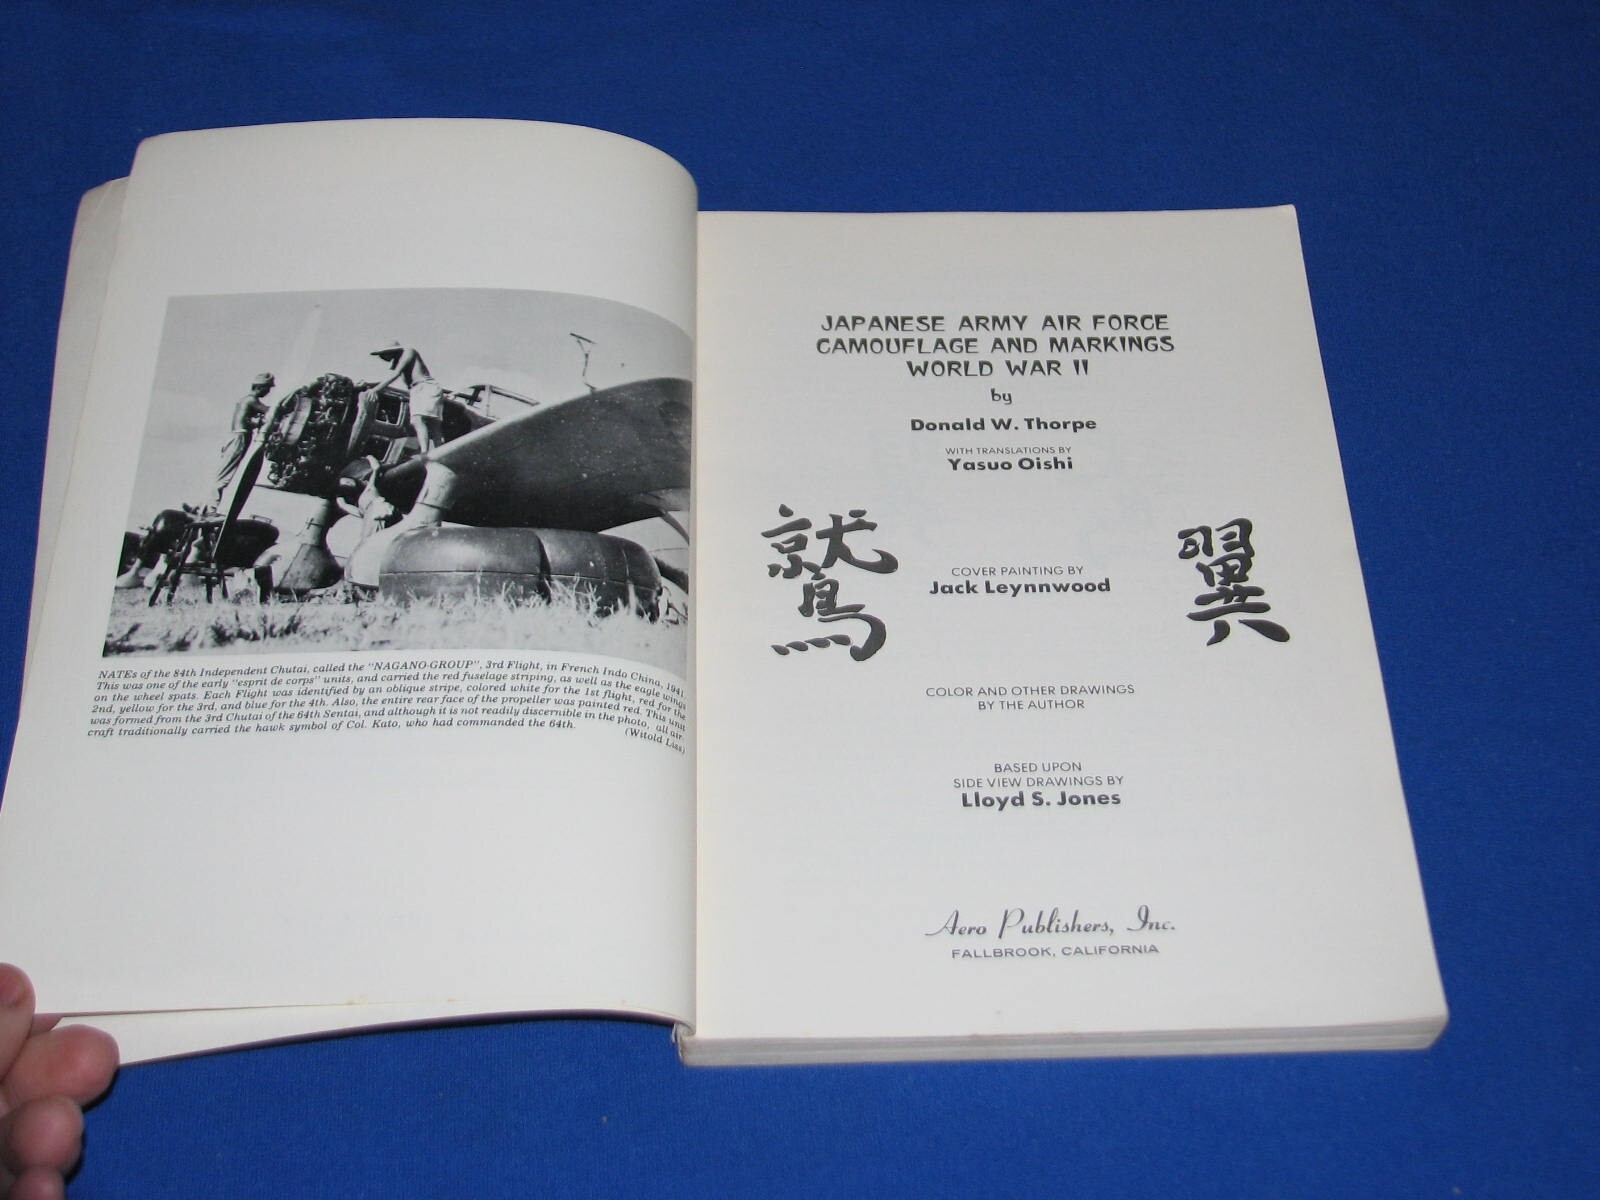 NATEs of the 84th Independent Chutai, called the "NAGANO-GROUP", 3rd Flight, in French Indo China, 1941.
This was one of the early "esprit de corps" units, and carried the red fuselage striping, as well as the eagle wings
on the wheel spats. Each Flight was identified by an oblique stripe, colored white for the 1st flight, red for the
2nd, yellow for the 3rd, and blue for the 4th. Also, the entire rear face of the propeller was painted red. This unit
was formed from the 3rd Chutai of the 64th Sentai, and although it is not readily discernible in the photo, all air-
craft traditionally carried the hawk symbol of Col. Kato, who had commanded the 64th. (Witold Liss)
JAPANESE ARMY AIR FORCE
CAMOUFLAGE AND MARKINGS
WORLD WAR II
by
Donald W. Thorpe
WITH TRANSLATIONS BY
Yasuo Oishi
鷲
翼
COVER PAINTING BY
Jack Leynnwood
COLOR AND OTHER DRAWINGS
BY THE AUTHOR
BASED UPON
SIDE VIEW DRAWINGS BY
Lloyd S. Jones
Aero Publishers, Inc.
FALLBROOK, CALIFORNIA